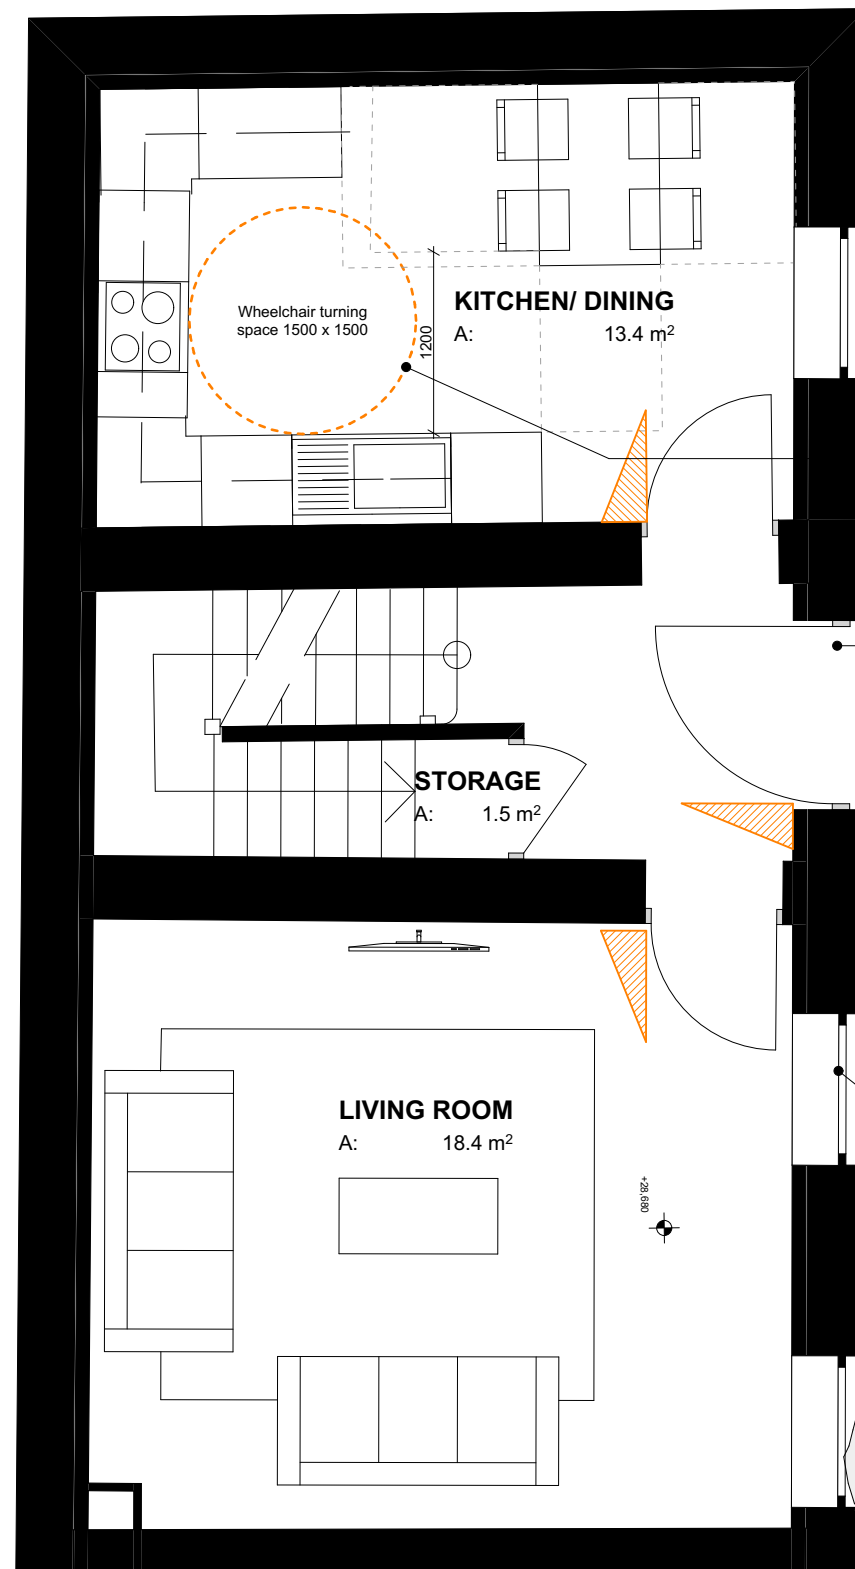 Wheelchair turning
space 1500 x 1500
1200
KITCHEN/ DINING
A: 13.4 m²
STORAGE
A: 1.5 m²
LIVING ROOM
A: 18.4 m²
+28,680